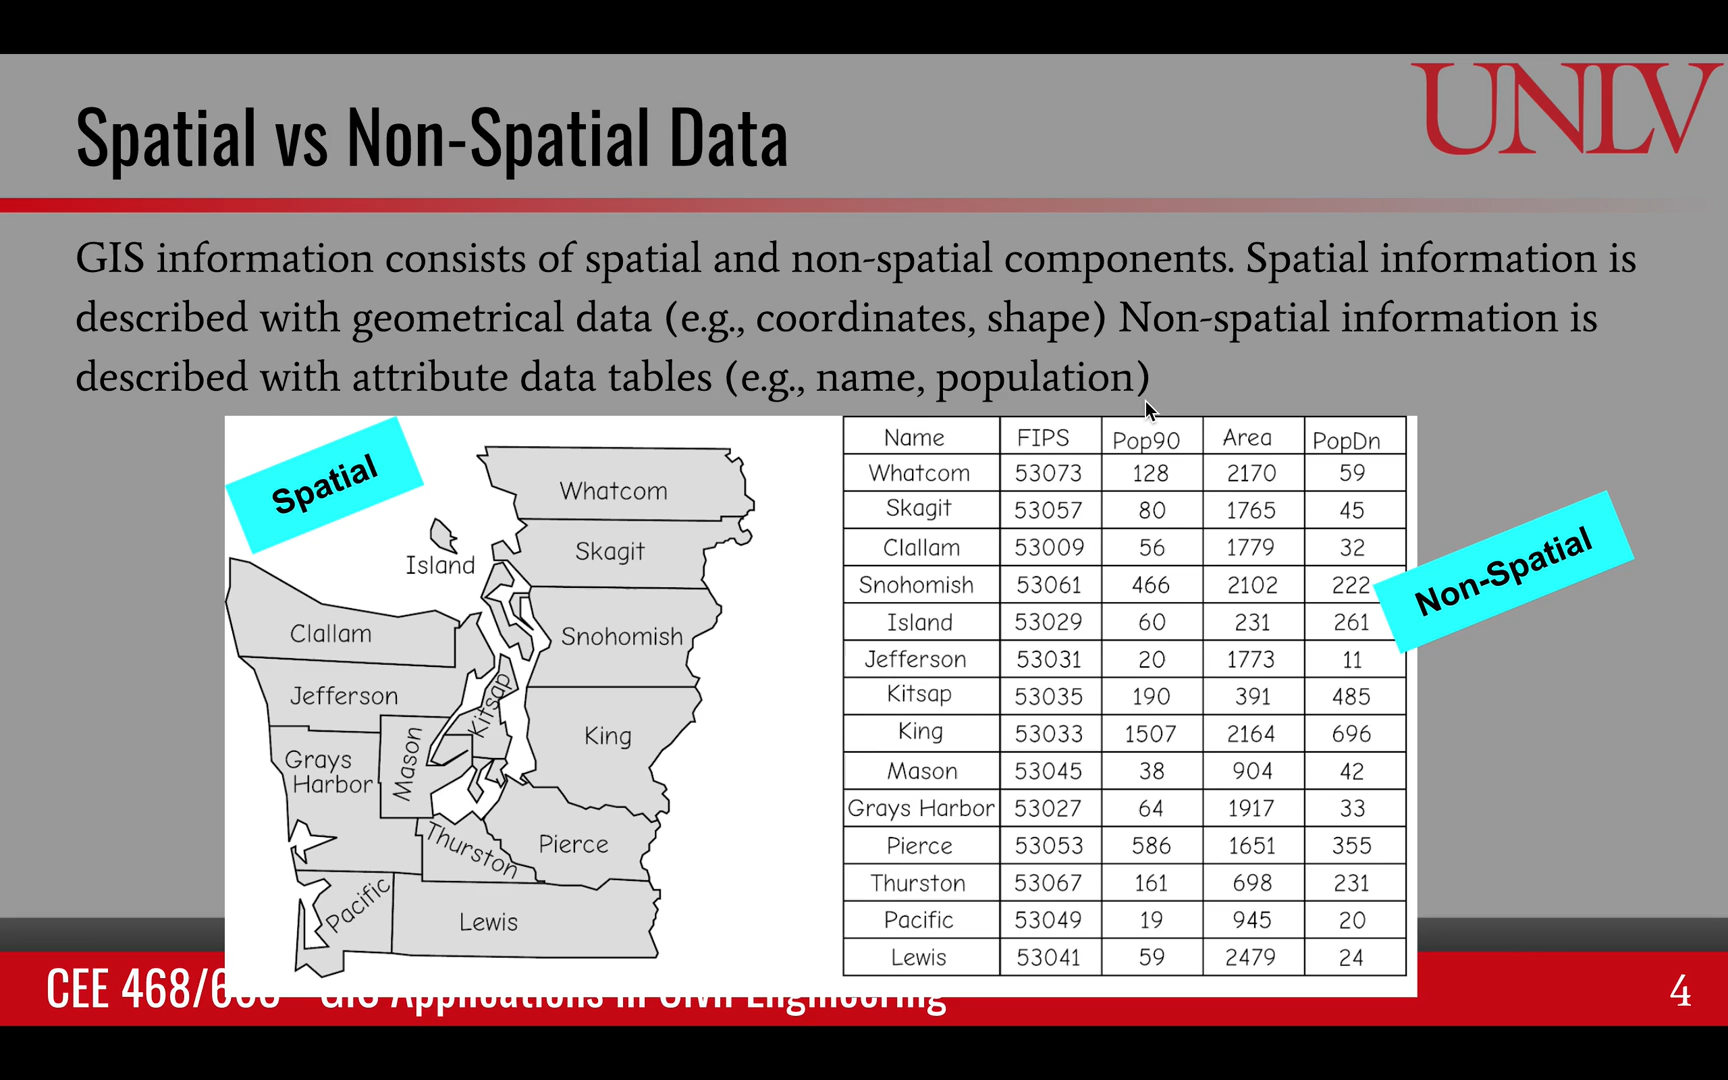 UNLV
Spatial vs Non-Spatial Data
GIS information consists of spatial and non-spatial components. Spatial information is
described with geometrical data (e.g., coordinates, shape) Non-spatial information is
described with attribute data tables (e.g., name, population)
Spatial
Whatcom
Skagit
Island
Clallam
Snohomish
Jefferson
Kitsap
King
Mason
Grays
Harbor
Thurston
Pierce
Pacific
Lewis
Name FIPS Pop90 Area PopDn
Whatcom 53073 128 2170 59
Skagit 53057 80 1765 45
Clallam 53009 56 1779 32
Snohomish 53061 466 2102 222
Island 53029 60 231 261
Jefferson 53031 20 1773 11
Kitsap 53035 190 391 485
King 53033 1507 2164 696
Mason 53045 38 904 42
Grays Harbor 53027 64 1917 33
Pierce 53053 586 1651 355
Thurston 53067 161 698 231
Pacific 53049 19 945 20
Lewis 53041 59 2479 24
Non-Spatial
CEE 468/ GIS Applications in Civil Engineering
4